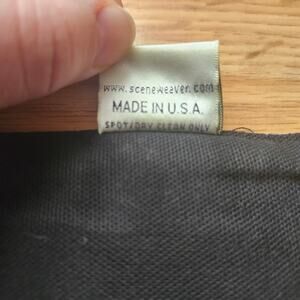 www.sceneweaver.com
MADE IN U.S.A.
SPOT/DRY CLEAN ONLY